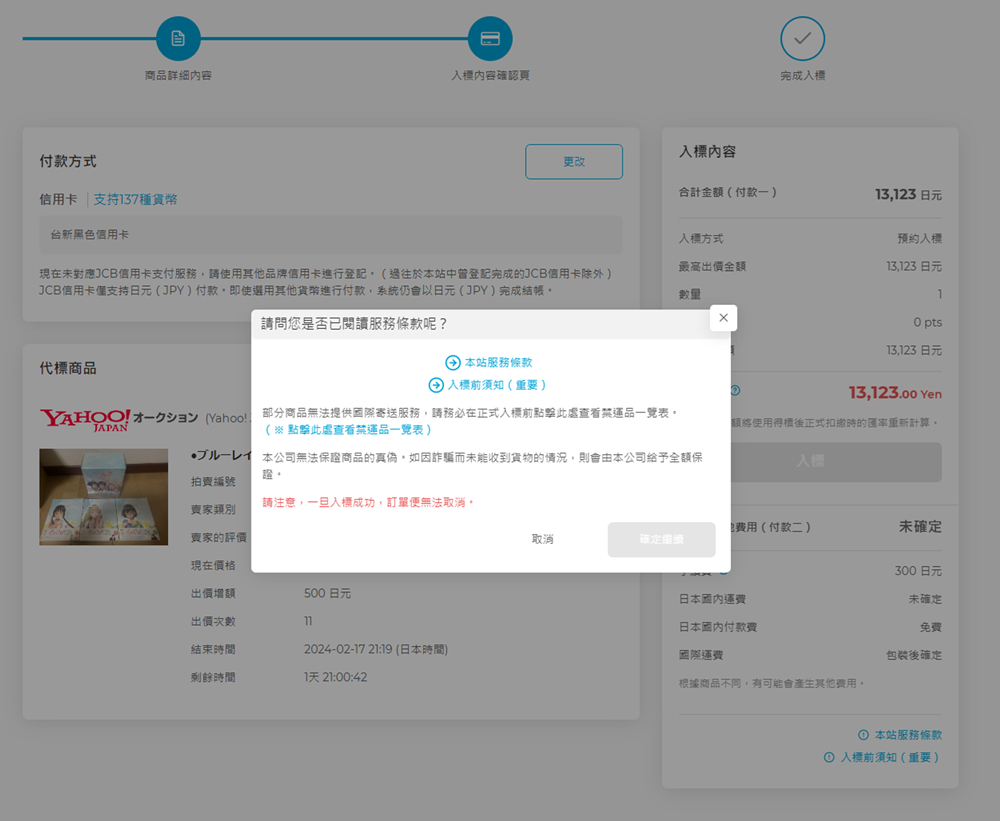 商品詳細內容
入標內容確認頁
完成入標
付款方式
更改
信用卡
支持137種貨幣
台新黑色信用卡
現在未對應JCB信用卡支付服務，請使用其他品牌信用卡進行登記。（過往於本站中曾登記完成的JCB信用卡除外）
JCB信用卡僅支持日元（JPY）付款。即使選用其他貨幣進行付款，系統仍會以日元（JPY）完成結帳。
代標商品
YAHOO! JAPAN オークション (Yahoo!
●ブルーレイ
拍賣編號
賣家類別
賣家的評價
現在價格
出價增額 500 日元
出價次數 11
結束時間 2024-02-17 21:19 (日本時間)
剩餘時間 1天 21:00:42
請問您是否已閱讀服務條款呢？
本站服務條款
入標前須知（重要）
部分商品無法提供國際寄送服務，請務必在正式入標前點擊此處查看禁運品一覽表。
（※ 點擊此處查看禁運品一覽表）
本公司無法保證商品的真偽。如因詐騙而未能收到貨物的情況，則會由本公司給予全額保
證。
請注意，一旦入標成功，訂單便無法取消。
取消
確定繼續
入標內容
合計金額（付款一） 13,123 日元
入標方式 預約入標
最高出價金額 13,123 日元
數量 1
0 pts
13,123 日元
13,123.00 Yen
額將使用得標後正式扣繳時的匯率重新計算。
入標
費用（付款二） 未確定
300 日元
日本國內運費 未確定
日本國內付款費 免費
國際運費 包裝後確定
根據商品不同，有可能會產生其他費用。
本站服務條款
入標前須知（重要）